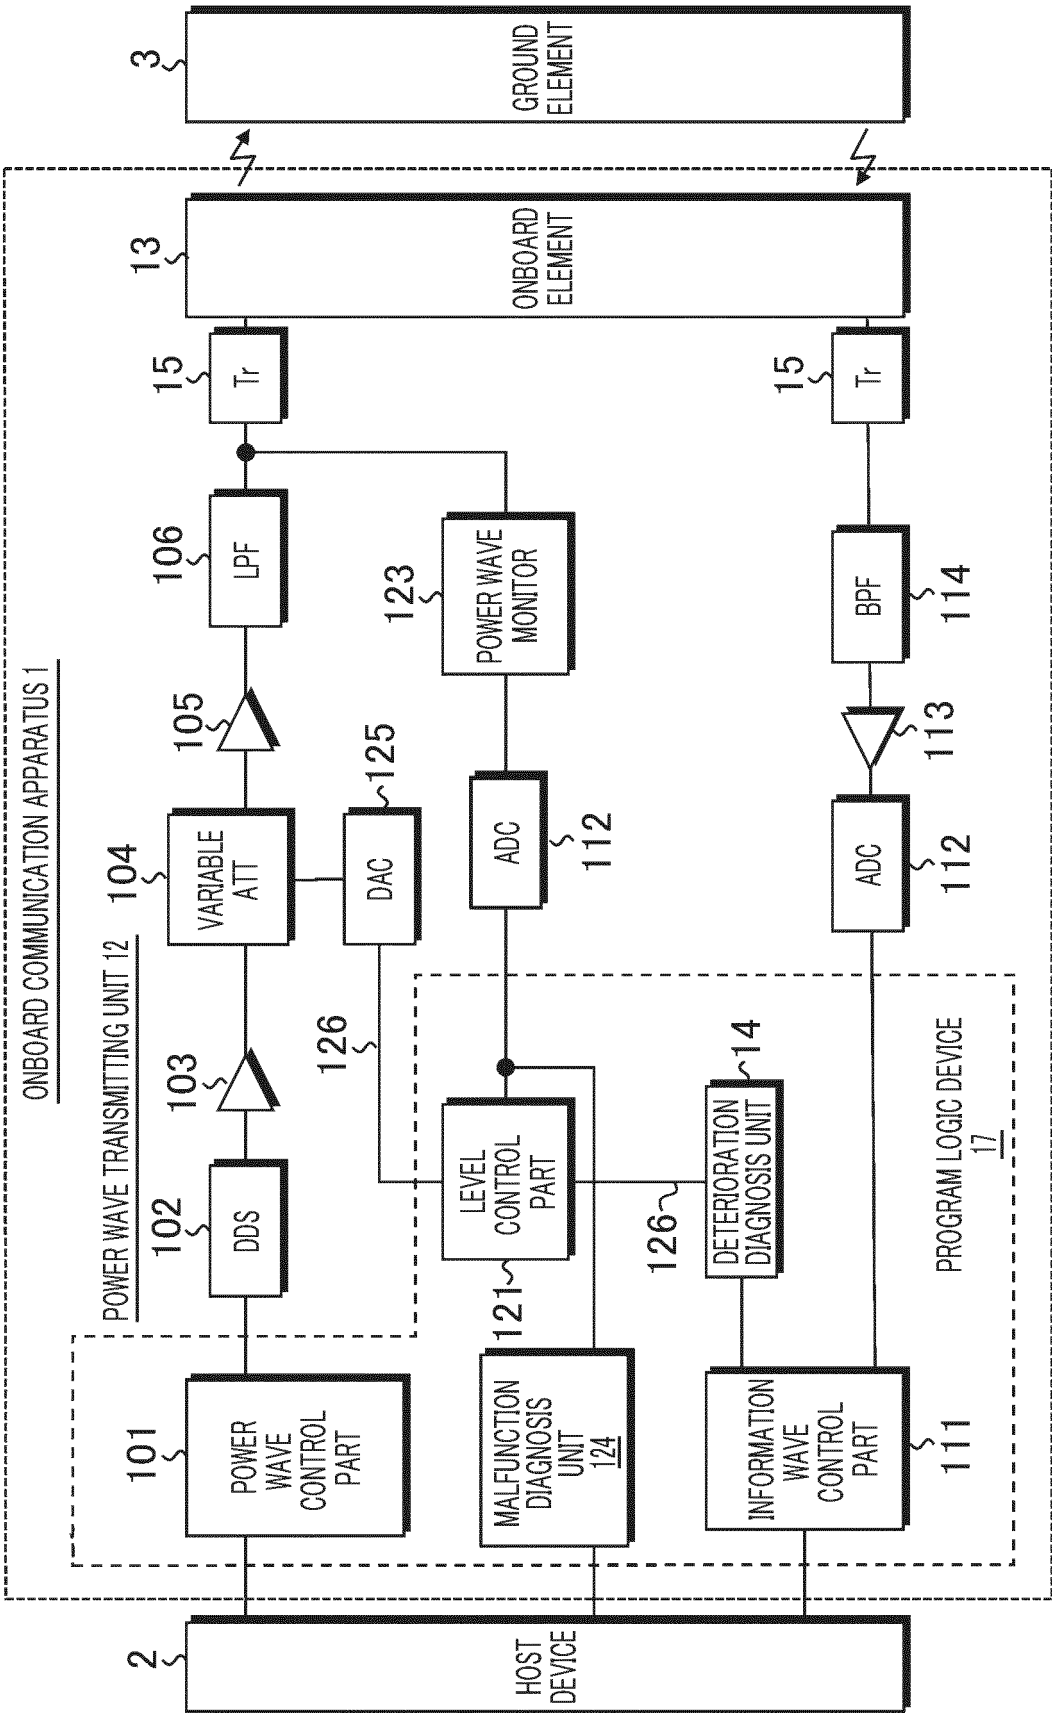 ONBOARD COMMUNICATION APPARATUS 1
POWER WAVE TRANSMITTING UNIT 12
2
HOST
DEVICE
101
POWER
WAVE
CONTROL
PART
102
DDS
103
104
VARIABLE
ATT
105
106
LPF
15
Tr
13
ONBOARD
ELEMENT
3
GROUND
ELEMENT
126
DAC
125
121
LEVEL
CONTROL
PART
ADC
112
123
POWER WAVE
MONITOR
MALFUNCTION
DIAGNOSIS
UNIT
124
126
DETERIORATION
DIAGNOSIS UNIT
14
INFORMATION
WAVE
CONTROL
PART
111
ADC
112
113
BPF
114
15
Tr
PROGRAM LOGIC DEVICE
17